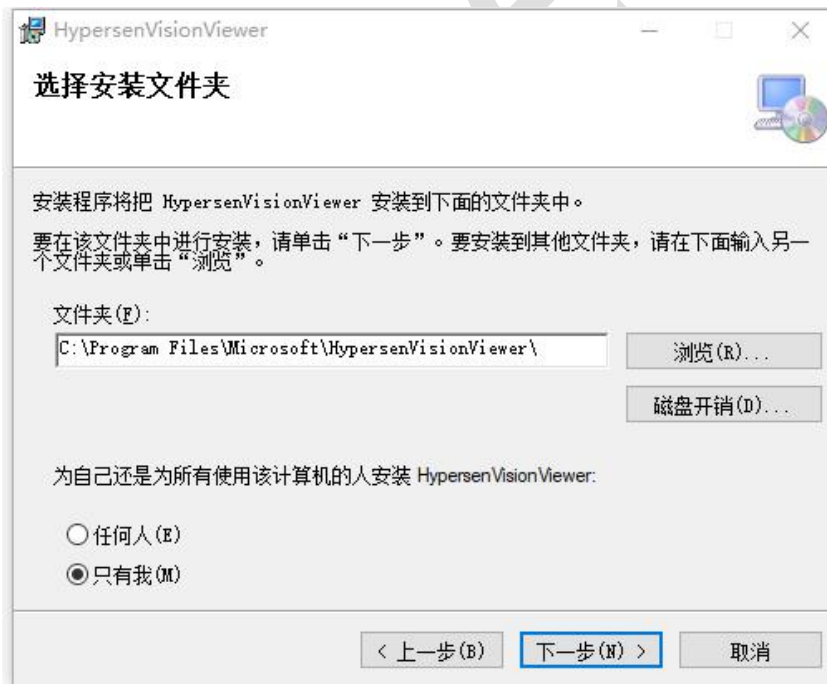 HypersenVisionViewer
选择安装文件夹
安装程序将把 HypersenVisionViewer 安装到下面的文件夹中。
要在该文件夹中进行安装，请单击“下一步”。要安装到其他文件夹，请在下面输入另一
个文件夹或单击“浏览”。
文件夹(F):
C:\Program Files\Microsoft\HypersenVisionViewer\
浏览(R)...
磁盘开销(D)...
为自己还是为所有使用该计算机的人安装 HypersenVisionViewer:
任何人(E)
只有我(M)
< 上一步(B)
下一步(N) >
取消